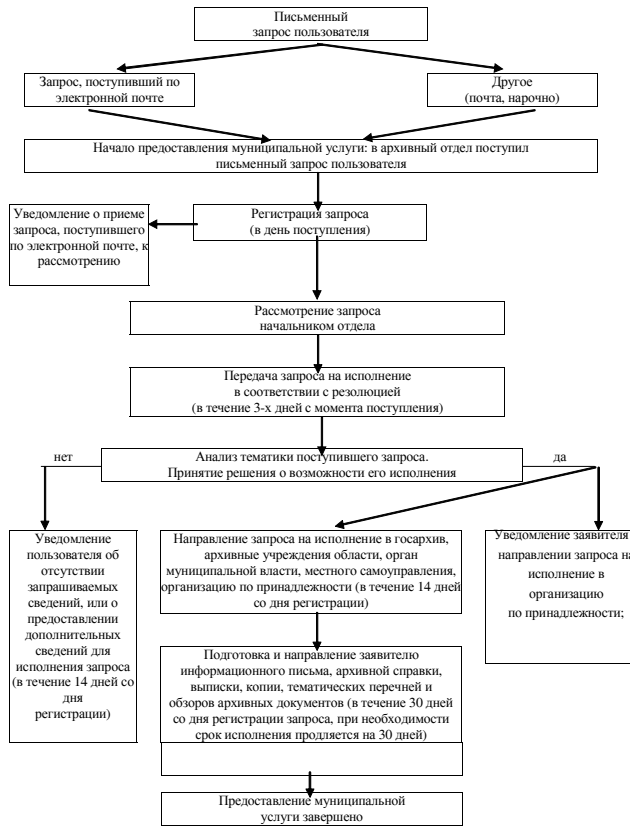 Письменный
запрос пользователя
Запрос, поступивший по
электронной почте
Другое
(почта, нарочно)
Начало предоставления муниципальной услуги: в архивный отдел поступил
письменный запрос пользователя
Уведомление о приеме
запроса, поступившего
по электронной почте, к
рассмотрению
Регистрация запроса
(в день поступления)
Рассмотрение запроса
начальником отдела
Передача запроса на исполнение
в соответствии с резолюцией
(в течение 3-х дней с момента поступления)
нет
Анализ тематики поступившего запроса.
Принятие решения о возможности его исполнения
да
Уведомление
пользователя об
отсутствии
запрашиваемых
сведений, или о
предоставлении
дополнительных
сведений для
исполнения запроса
(в течение 14 дней со
дня
регистрации)
Направление запроса на исполнение в госархив,
архивные учреждения области, орган
муниципальной власти, местного самоуправления,
организацию по принадлежности (в течение 14 дней
со дня регистрации)
Уведомление заявителя
направлении запроса на
исполнение в
организацию
по принадлежности;
Подготовка и направление заявителю
информационного письма, архивной справки,
выписки, копии, тематических перечней и
обзоров архивных документов (в течение 30 дней
со дня регистрации запроса, при необходимости
срок исполнения продляется на 30 дней)
Предоставление муниципальной
услуги завершено